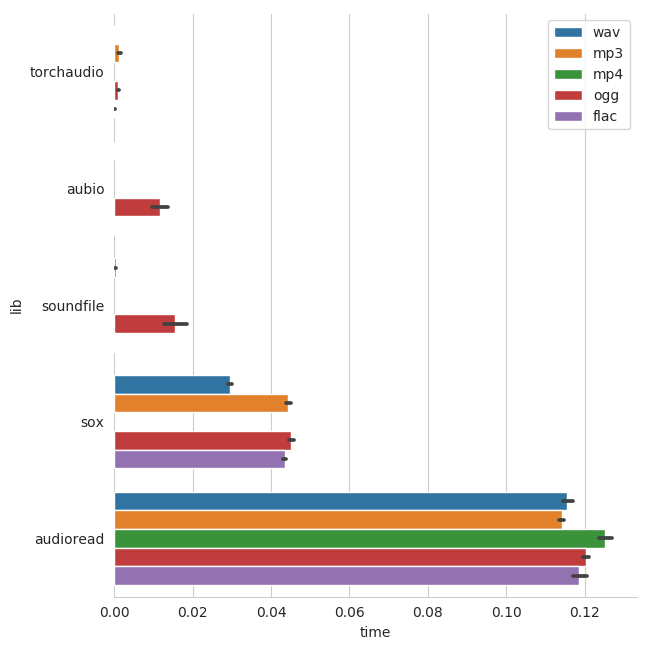 wav
mp3
mp4
ogg
flac
torchaudio
aubio
soundfile
sox
audioread
lib
0.00 0.02 0.04 0.06 0.08 0.10 0.12
time